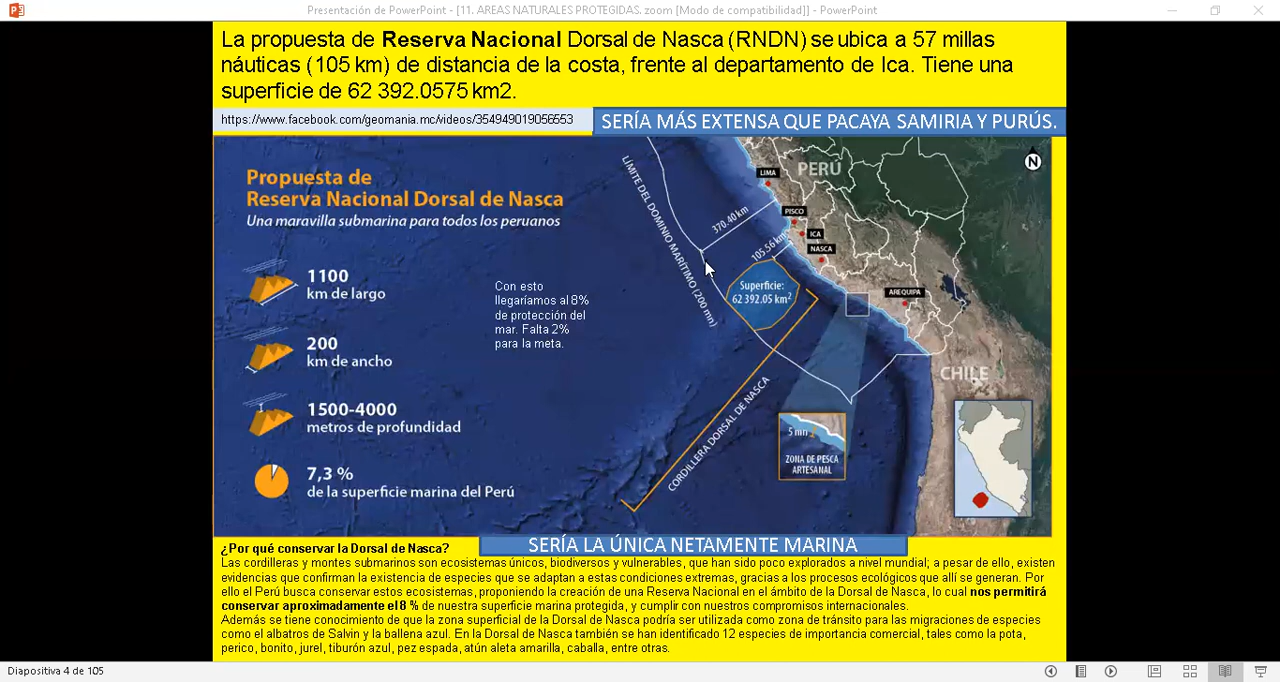 Presentación de PowerPoint - [11. AREAS NATURALES PROTEGIDAS. zoom [Modo de compatibilidad]] - PowerPoint
La propuesta de Reserva Nacional Dorsal de Nasca (RNDN) se ubica a 57 millas
náuticas (105 km) de distancia de la costa, frente al departamento de Ica. Tiene una
superficie de 62 392.0575 km2.
https://www.facebook.com/geomania.mc/videos/354949019056553
SERÍA MÁS EXTENSA QUE PACAYA SAMIRIA Y PURÚS.
Propuesta de
Reserva Nacional Dorsal de Nasca
Una maravilla submarina para todos los peruanos
1100
km de largo
200
km de ancho
1500-4000
metros de profundidad
7,3 %
de la superficie marina del Perú
Con esto
llegaríamos al 8%
de protección del
mar. Falta 2%
para la meta.
LÍMITE DEL DOMINIO MARÍTIMO (200 mn)
370.40 km
105.56 km
LIMA
PERÚ
PISCO
ICA
NASCA
AREQUIPA
CHILE
N
Superficie:
62 392.05 km2
CORDILLERA DORSAL DE NASCA
5 mn
ZONA DE PESCA
ARTESANAL
SERÍA LA ÚNICA NETAMENTE MARINA
¿Por qué conservar la Dorsal de Nasca?
Las cordilleras y montes submarinos son ecosistemas únicos, biodiversos y vulnerables, que han sido poco explorados a nivel mundial; a pesar de ello, existen
evidencias que confirman la existencia de especies que se adaptan a estas condiciones extremas, gracias a los procesos ecológicos que allí se generan. Por
ello el Perú busca conservar estos ecosistemas, proponiendo la creación de una Reserva Nacional en el ámbito de la Dorsal de Nasca, lo cual nos permitirá
conservar aproximadamente el 8 % de nuestra superficie marina protegida, y cumplir con nuestros compromisos internacionales.
Además se tiene conocimiento de que la zona superficial de la Dorsal de Nasca podría ser utilizada como zona de tránsito para las migraciones de especies
como el albatros de Salvin y la ballena azul. En la Dorsal de Nasca también se han identificado 12 especies de importancia comercial, tales como la pota,
perico, bonito, jurel, tiburón azul, pez espada, atún aleta amarilla, caballa, entre otras.
Diapositiva 4 de 105